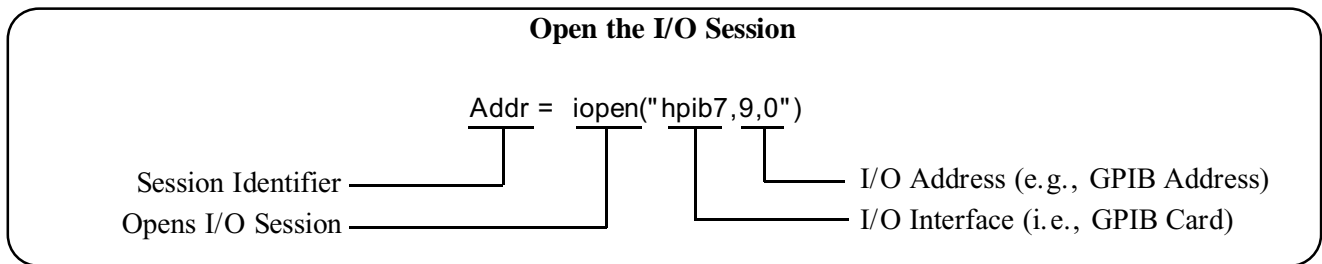 Open the I/O Session
Addr = iopen("hpib7,9,0")
Session Identifier
I/O Address (e.g., GPIB Address)
Opens I/O Session
I/O Interface (i.e., GPIB Card)